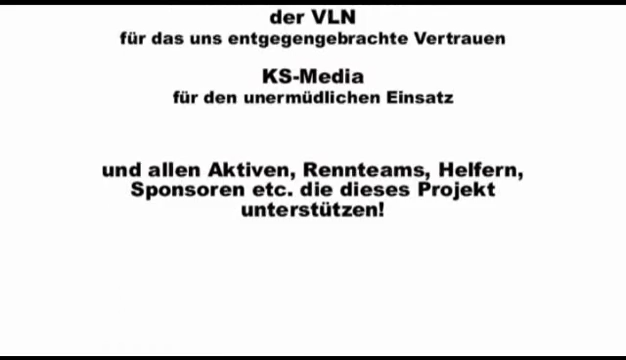 der VLN
für das uns entgegengebrachte Vertrauen
KS-Media
für den unermüdlichen Einsatz
und allen Aktiven, Rennteams, Helfern,
Sponsoren etc. die dieses Projekt
unterstützen!